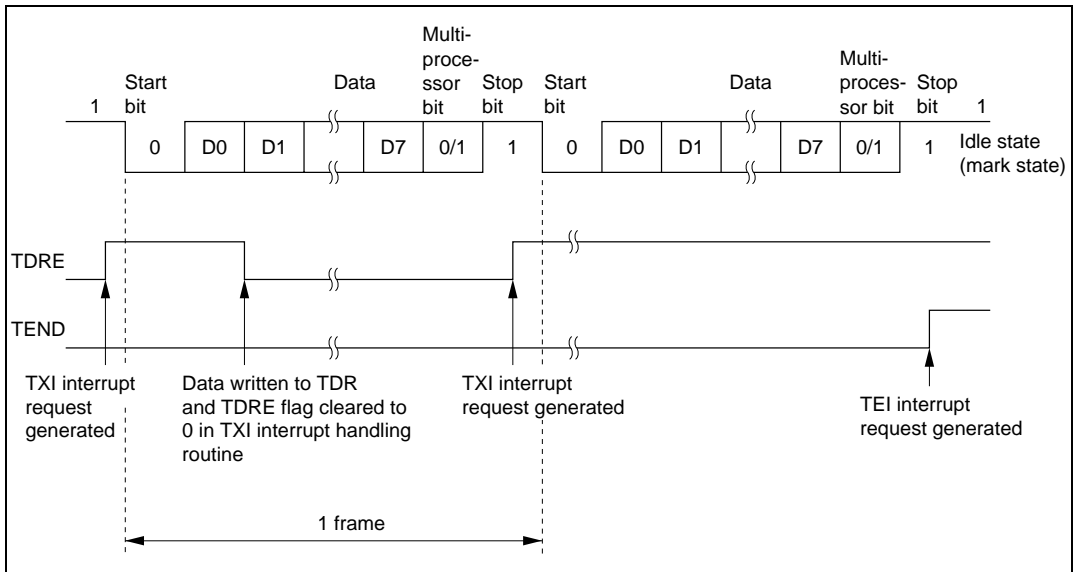 Multi-
proce-
ssor
bit
Start
bit
Data
Stop
bit
Start
bit
Data
Multi-
proces-
sor bit
Stop
bit
1
1
0 D0 D1 D7 0/1 1 0 D0 D1 D7 0/1 1
Idle state
(mark state)
TDRE
TEND
TXI interrupt
request
generated
Data written to TDR
and TDRE flag cleared to
0 in TXI interrupt handling
routine
TXI interrupt
request generated
TEI interrupt
request generated
1 frame